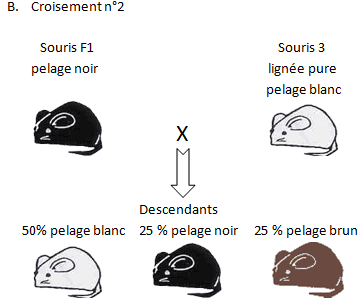 B. Croisement n°2
Souris F1
pelage noir
Souris 3
lignée pure
pelage blanc
X
Descendants
50% pelage blanc 25 % pelage noir 25 % pelage brun